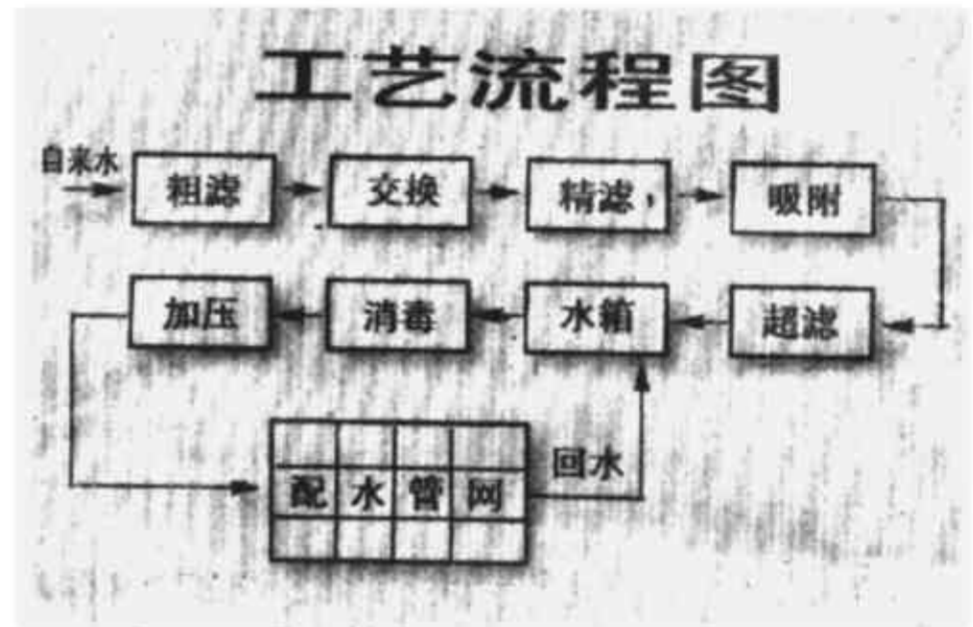 工艺流程图
自来水
粗滤 交换 精滤, 吸附
加压 消毒 水箱 超滤
回水
配水管网